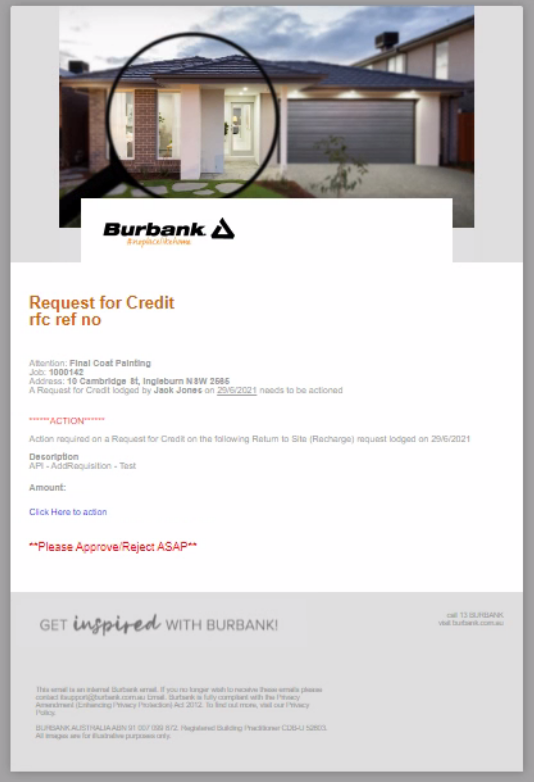 Burbank
#noplacelikehome
Request for Credit
rfc ref no
Attention: Final Coat Painting
Job: 1000142
Address: 10 Cambridge St, Ingleburn NSW 2565
A Request for Credit lodged by Jack Jones on 29/6/2021 needs to be actioned
******ACTION******
Action required on a Request for Credit on the following Return to Site (Recharge) request lodged on 29/6/2021
Description
API - AddRequisition - Test
Amount:
Click Here to action
**Please Approve/Reject ASAP**
GET inspired WITH BURBANK!
call 13 BURBANK
visit burbank.com.au
This email is an internal Burbank email. If you no longer wish to receive these emails please
contact itsupport@burbank.com.au Email. Burbank is fully compliant with the Privacy
Amendment (Enhancing Privacy Protection) Act 2012. To find out more, visit our Privacy
Policy.
BURBANK AUSTRALIA ABN 91 007 099 872. Registered Building Practitioner
All images are for illustrative purposes only.